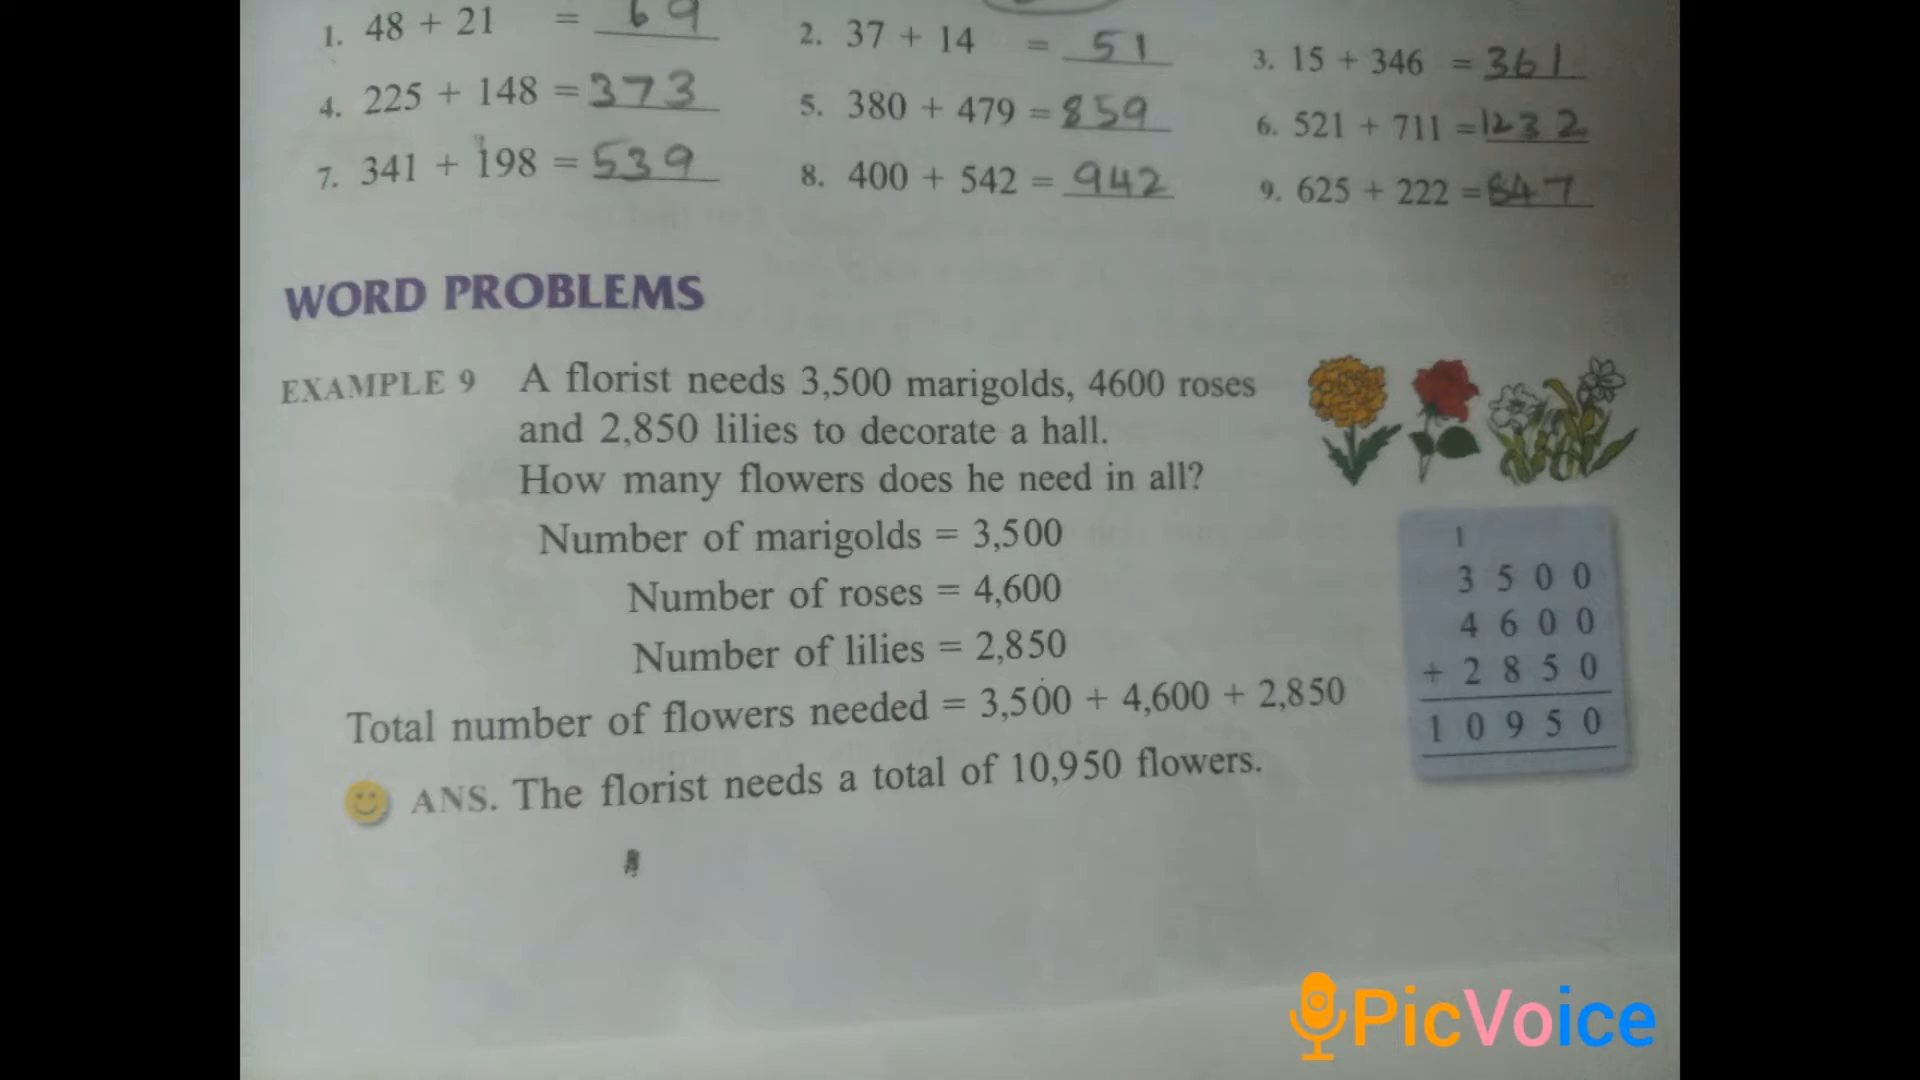 1. 48 + 21 = 69 2. 37 + 14 = 51 3. 15 + 346 = 361
4. 225 + 148 = 373 5. 380 + 479 = 859 6. 521 + 711 = 1232
7. 341 + 198 = 539 8. 400 + 542 = 942 9. 625 + 222 = 847
WORD PROBLEMS
EXAMPLE 9 A florist needs 3,500 marigolds, 4600 roses
and 2,850 lilies to decorate a hall.
How many flowers does he need in all?
Number of marigolds = 3,500
Number of roses = 4,600
Number of lilies = 2,850
Total number of flowers needed = 3,500 + 4,600 + 2,850
ANS. The florist needs a total of 10,950 flowers.
1
3 5 0 0
4 6 0 0
+ 2 8 5 0
1 0 9 5 0
PicVoice